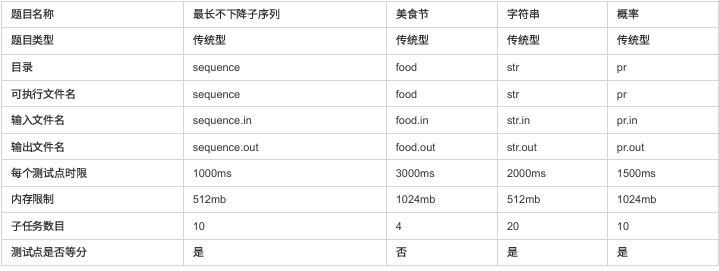 题目名称 最长不下降子序列 美食节 字符串 概率
题目类型 传统型 传统型 传统型 传统型
目录 sequence food str pr
可执行文件名 sequence food str pr
输入文件名 sequence.in food.in str.in pr.in
输出文件名 sequence.out food.out str.out pr.out
每个测试点时限 1000ms 3000ms 2000ms 1500ms
内存限制 512mb 1024mb 512mb 1024mb
子任务数目 10 4 20 10
测试点是否等分 是 否 是 是